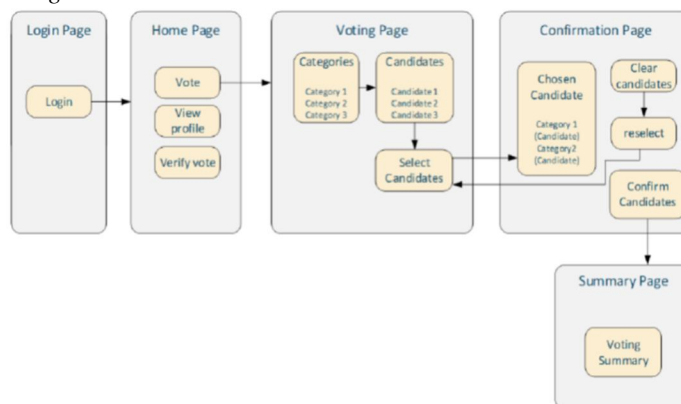 Login Page
Login
Home Page
Vote
View
profile
Verify vote
Voting Page
Categories
Category 1
Category 2
Category 3
Candidates
Candidate 1
Candidate 2
Candidate 3
Select
Candidates
Confirmation Page
Chosen
Candidate
Category 1
(Candidate)
Category2
(Candidate)
Clear
candidates
reselect
Confirm
Candidates
Summary Page
Voting
Summary